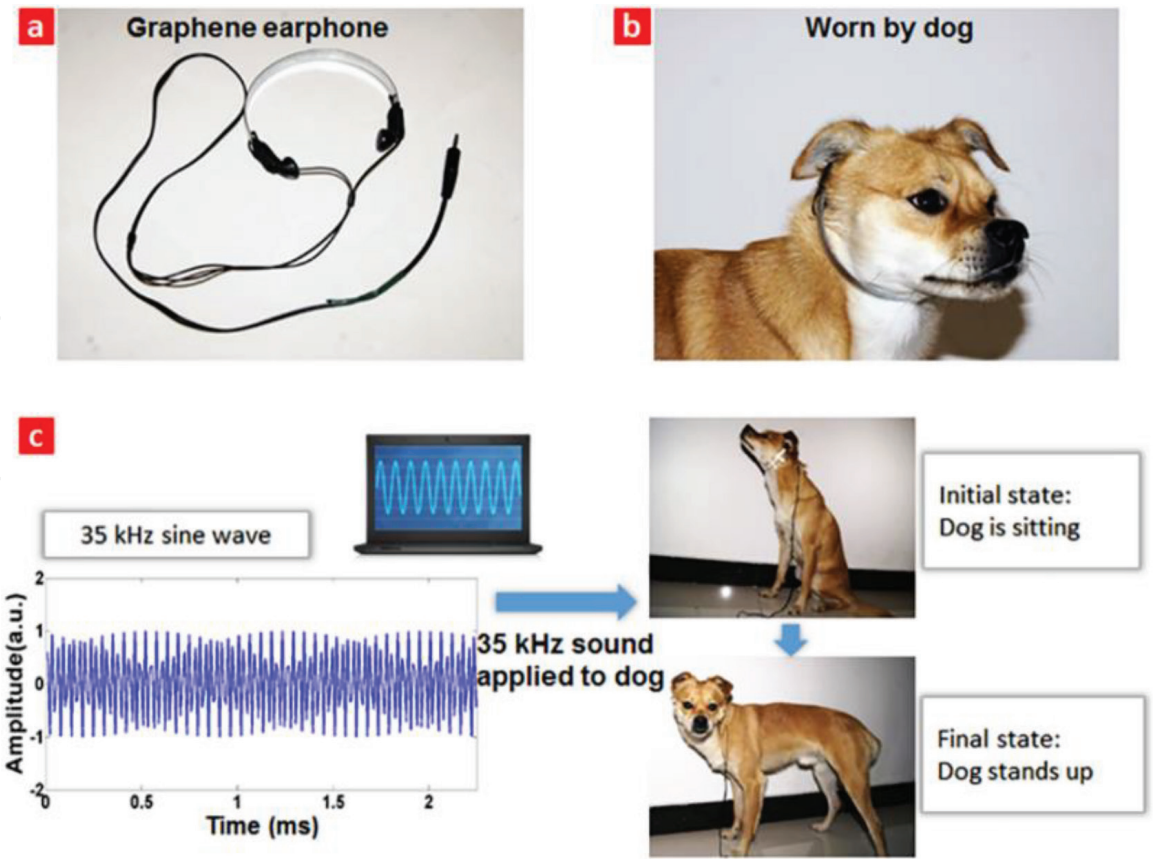 a
Graphene earphone
b
Worn by dog
c
35 kHz sine wave
2
1
0
-1
-2
Amplitude(a.u.)
0
0.5
1
1.5
2
Time (ms)
35 kHz sound
applied to dog
Initial state:
Dog is sitting
Final state:
Dog stands up